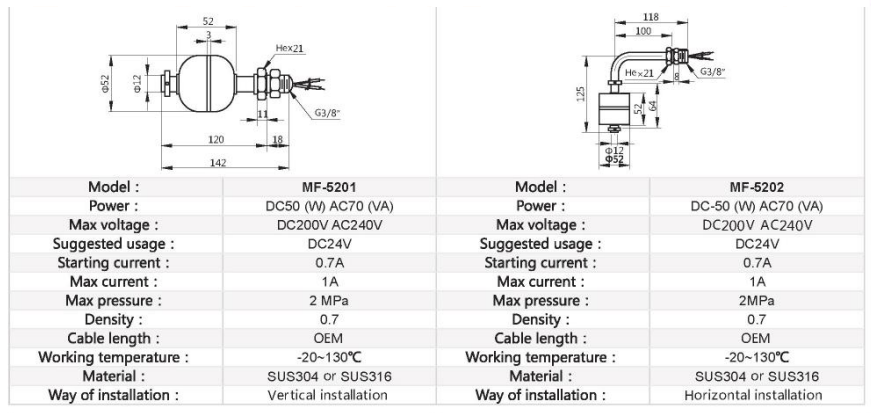 52
3
Hex21
Φ52
Φ12
G3/8"
11
120
18
142
118
100
Hex21
8
G3/8"
125
52
64
Φ12
Φ52
Model : MF-5201
Power : DC50 (W) AC70 (VA)
Max voltage : DC200V AC240V
Suggested usage : DC24V
Starting current : 0.7A
Max current : 1A
Max pressure : 2 MPa
Density : 0.7
Cable length : OEM
Working temperature : -20~130℃
Material : SUS304 or SUS316
Way of installation : Vertical installation
Model : MF-5202
Power : DC-50 (W) AC70 (VA)
Max voltage : DC200V AC240V
Suggested usage : DC24V
Starting current : 0.7A
Max current : 1A
Max pressure : 2MPa
Density : 0.7
Cable length : OEM
Working temperature : -20~130℃
Material : SUS304 or SUS316
Way of installation : Horizontal installation